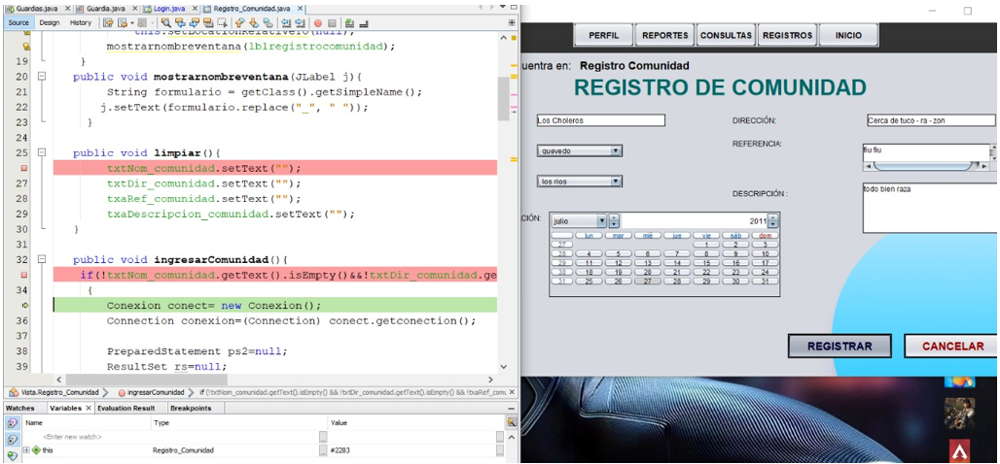 Guardias.java x Guardia.java x Login.java x Registro_Comunidad.java x
Source Design History
this.setLocationRelativeTo(null);
mostrarnombreventana(lblregistrocomunidad);
19 }
20 public void mostrarnombreventana(JLabel j){
21 String formulario = getClass().getSimpleName();
22 j.setText(formulario.replace("_", " "));
23 }
24
25 public void limpiar(){
txtNom_comunidad.setText("");
27 txtDir_comunidad.setText("");
28 txaRef_comunidad.setText("");
29 txaDescripcion_comunidad.setText("");
30 }
31
32 public void ingresarComunidad(){
if(!txtNom_comunidad.getText().isEmpty()&&!txtDir_comunidad.ge
34 {
Conexion conect= new Conexion();
36 Connection conexion=(Connection) conect.getconection();
37
38 PreparedStatement ps2=null;
39 ResultSet rs=null;
Vista.Registro_Comunidad ingresarComunidad if (!txtNom_comunidad.getText().isEmpty() && !txtDir_comunidad.getText().isEmpty() && !txaRef_com... x
Watches Variables x Evaluation Result Breakpoints
Name Type Value
<Enter new watch>
this Registro_Comunidad #2283
PERFIL REPORTES CONSULTAS REGISTROS INICIO
uentra en: Registro Comunidad
REGISTRO DE COMUNIDAD
Los Choleros DIRECCIÓN: Cerca de tuco - ra - zon
quevedo REFERENCIA: fiu fiu
los rios
DESCRIPCIÓN : todo bien raza
CIÓN: julio 2011
lun mar mié jue vie sáb dom
27 1 2 3
28 4 5 6 7 8 9 10
29 11 12 13 14 15 16 17
30 18 19 20 21 22 23 24
31 25 26 27 28 29 30 31
REGISTRAR CANCELAR